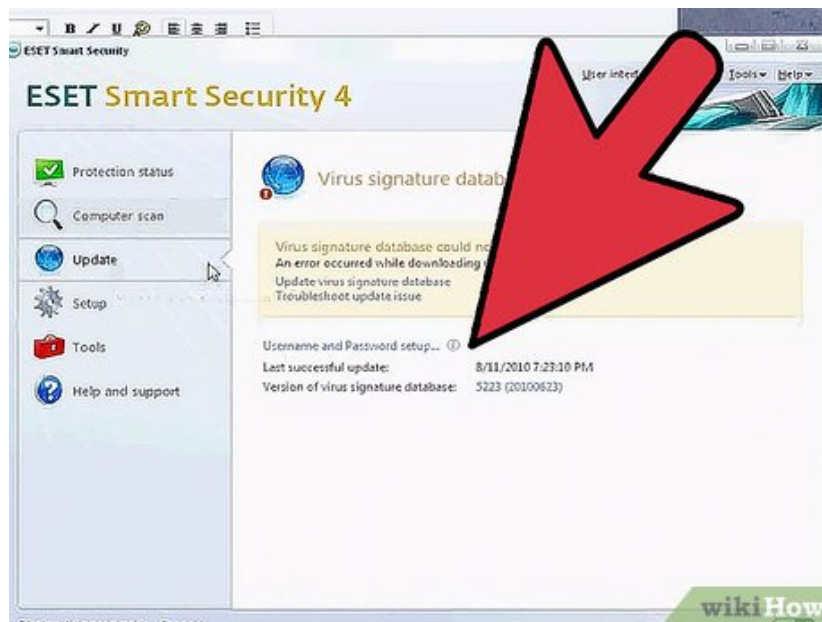 B I U
ESET Smart Security
User
Tools Help
ESET Smart Security 4
Protection status
Computer scan
Update
Setup
Tools
Help and support
Virus signature
Virus signature database could
An error occurred while downloading
Update virus signature database
Troubleshoot update issue
Username and Password setup...
Last successful update: 8/11/2010 7:23:10 PM
Version of virus signature database: 5223 (20100623)
wikiHow